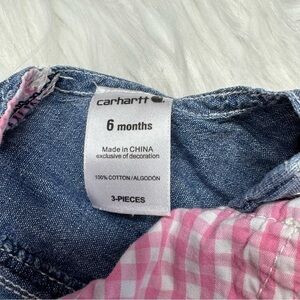 carhartt
6 months
Made in CHINA
exclusive of decoration
100% COTTON/ALGODÓN
3-PIECES